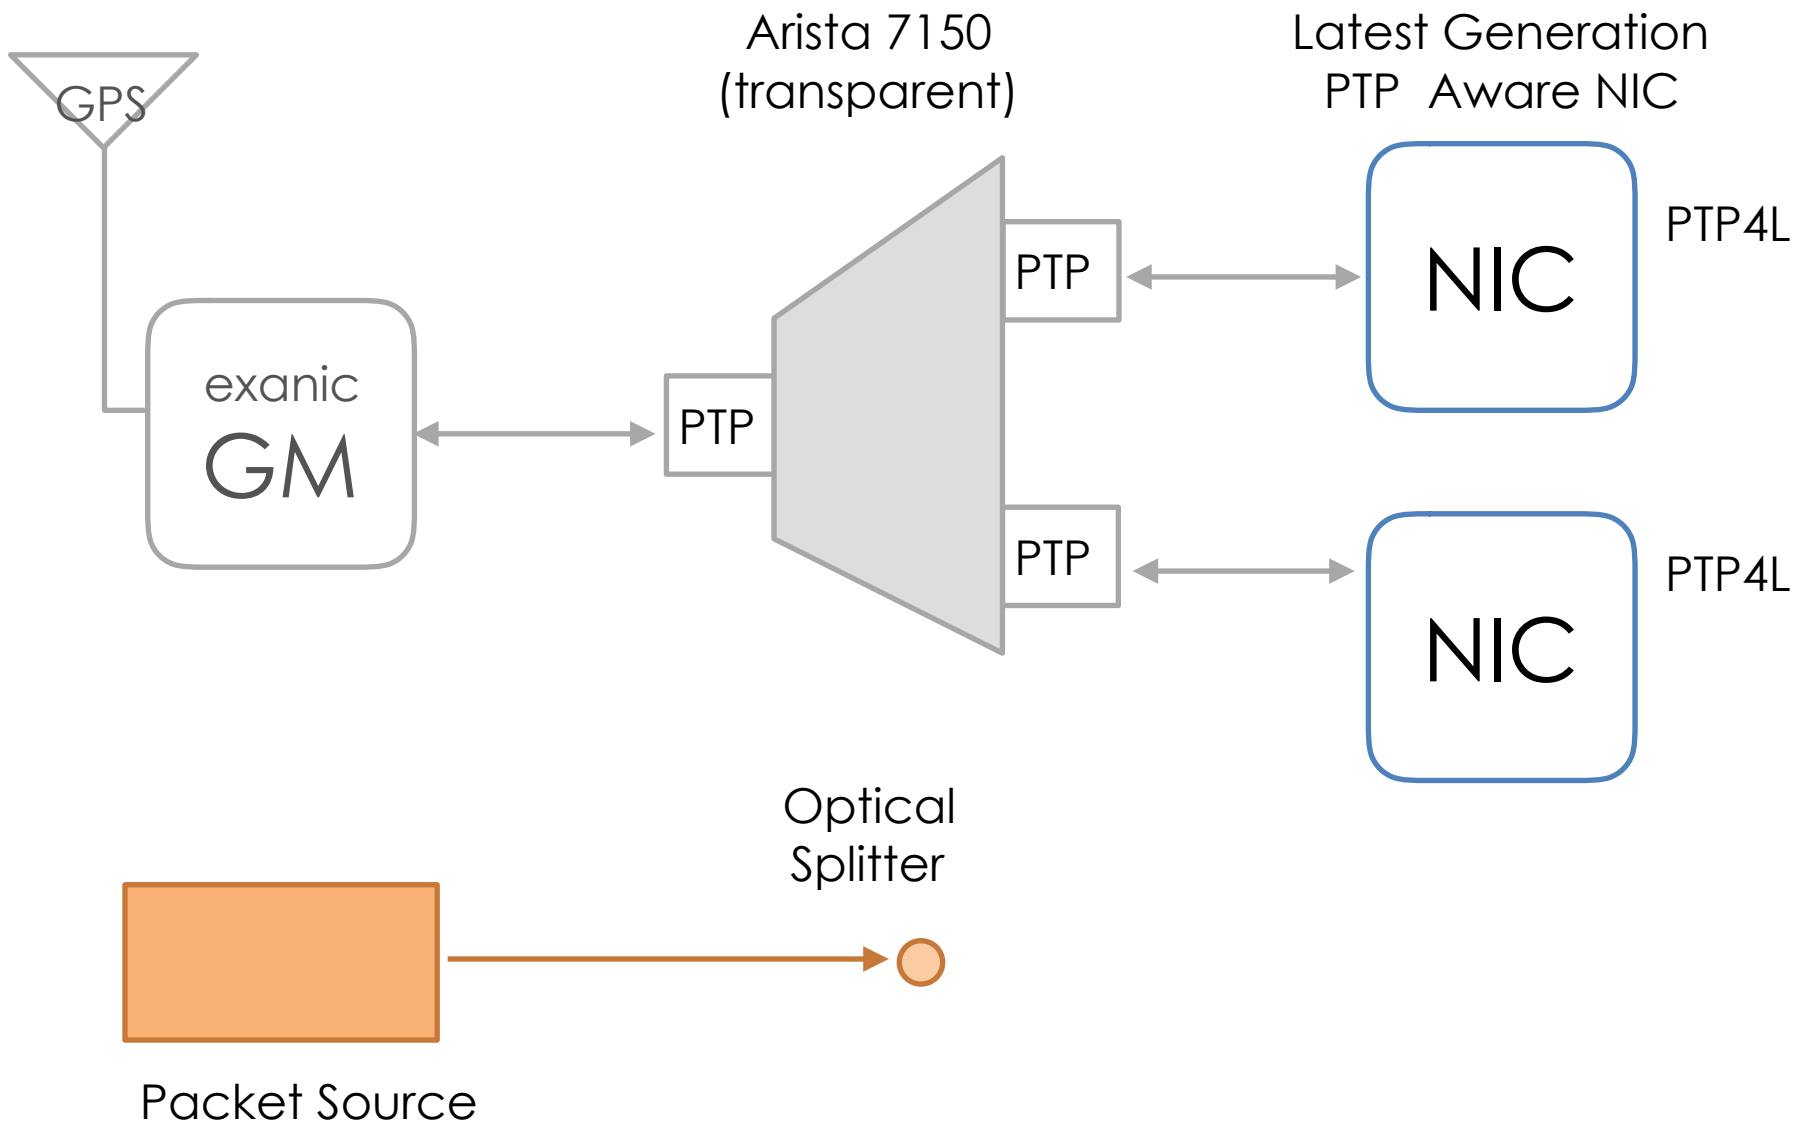 Arista 7150
(transparent)
Latest Generation
PTP Aware NIC
GPS
exanic
GM
PTP
PTP
PTP
NIC
PTP4L
NIC
PTP4L
Optical
Splitter
Packet Source